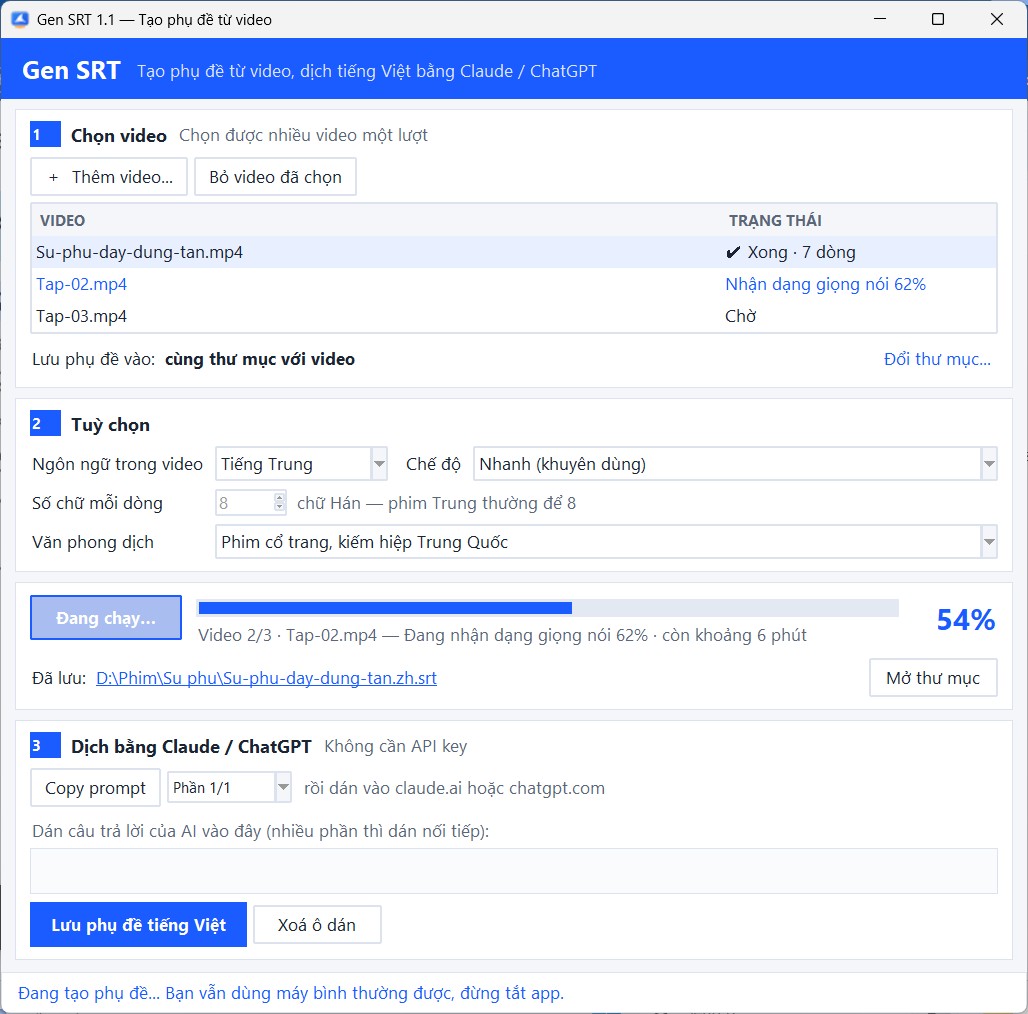 Gen SRT 1.1 — Tạo phụ đề từ video
Gen SRT Tạo phụ đề từ video, dịch tiếng Việt bằng Claude / ChatGPT
1 Chọn video Chọn được nhiều video một lượt
+ Thêm video... Bỏ video đã chọn
VIDEO TRẠNG THÁI
Su-phu-day-dung-tan.mp4 ✔ Xong · 7 dòng
Tap-02.mp4 Nhận dạng giọng nói 62%
Tap-03.mp4 Chờ
Lưu phụ đề vào: cùng thư mục với video Đổi thư mục...
2 Tuỳ chọn
Ngôn ngữ trong video Tiếng Trung Chế độ Nhanh (khuyên dùng)
Số chữ mỗi dòng 8 chữ Hán — phim Trung thường để 8
Văn phong dịch Phim cổ trang, kiếm hiệp Trung Quốc
Đang chạy... 54%
Video 2/3 · Tap-02.mp4 — Đang nhận dạng giọng nói 62% · còn khoảng 6 phút
Đã lưu: D:\Phim\Su phu\Su-phu-day-dung-tan.zh.srt Mở thư mục
3 Dịch bằng Claude / ChatGPT Không cần API key
Copy prompt Phần 1/1 rồi dán vào claude.ai hoặc chatgpt.com
Dán câu trả lời của AI vào đây (nhiều phần thì dán nối tiếp):
Lưu phụ đề tiếng Việt Xoá ô dán
Đang tạo phụ đề... Bạn vẫn dùng máy bình thường được, đừng tắt app.